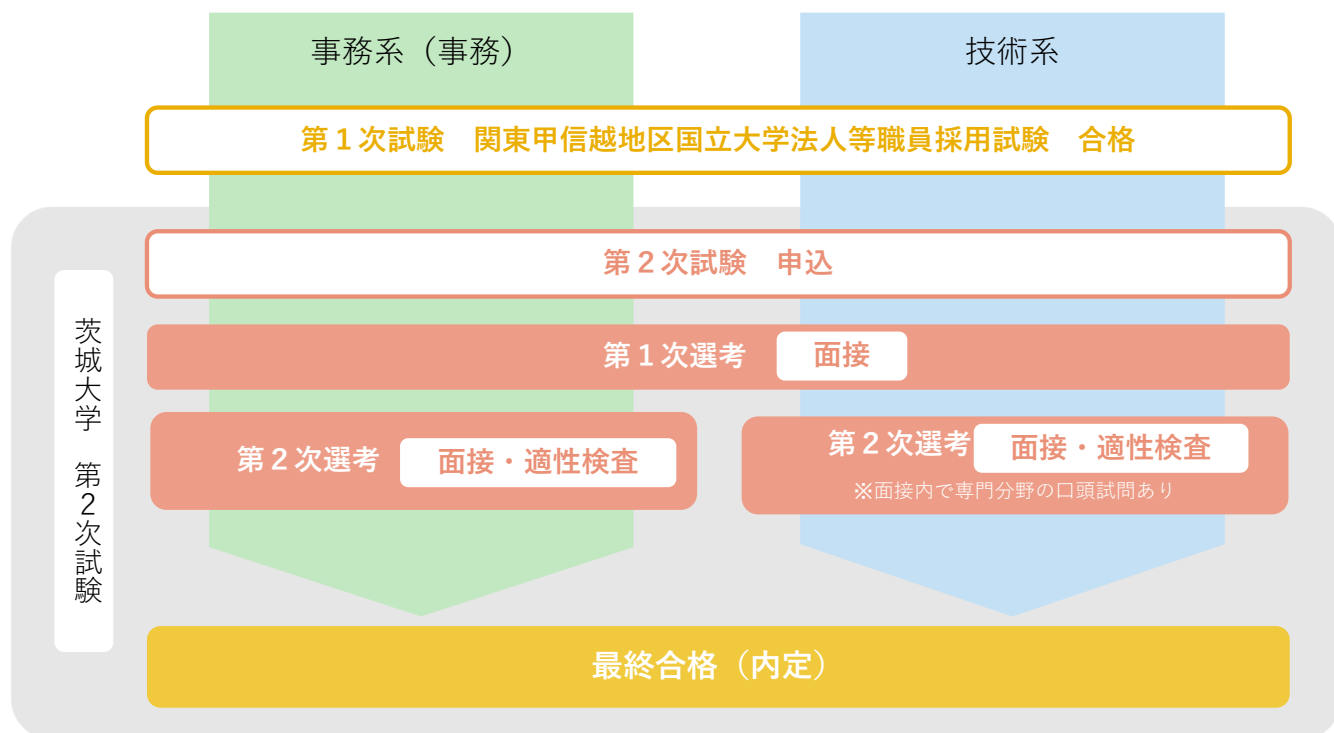 事務系（事務）
技術系
第１次試験　関東甲信越地区国立大学法人等職員採用試験　合格
茨城大学　第２次試験
第２次試験　申込
第１次選考
面接
第２次選考
面接・適性検査
第２次選考
面接・適性検査
※面接内で専門分野の口頭試問あり
最終合格（内定）